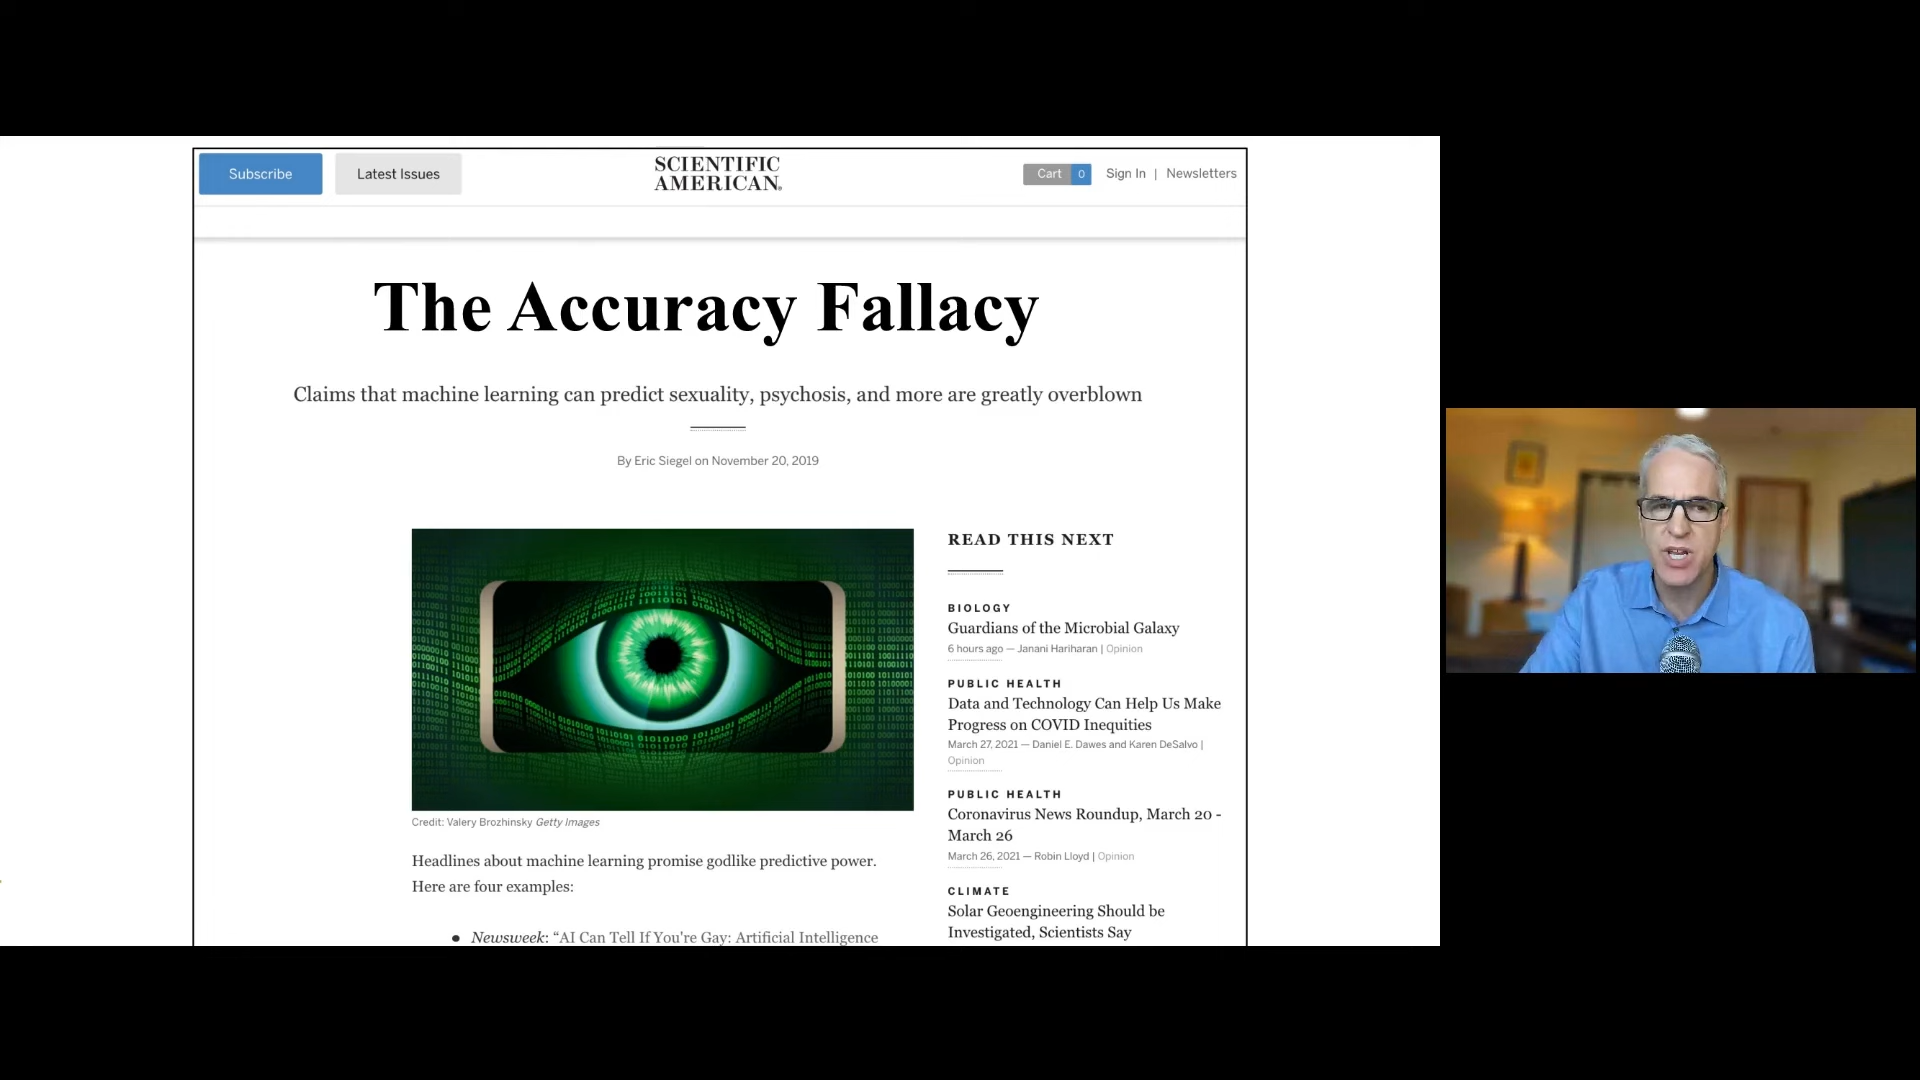 Subscribe
Latest Issues
SCIENTIFIC
AMERICAN®
Cart 0
Sign In | Newsletters
The Accuracy Fallacy
Claims that machine learning can predict sexuality, psychosis, and more are greatly overblown
By Eric Siegel on November 20, 2019
Credit: Valery Brozhinsky Getty Images
Headlines about machine learning promise godlike predictive power.
Here are four examples:
• Newsweek: “AI Can Tell If You're Gay: Artificial Intelligence
READ THIS NEXT
BIOLOGY
Guardians of the Microbial Galaxy
6 hours ago — Janani Hariharan | Opinion
PUBLIC HEALTH
Data and Technology Can Help Us Make
Progress on COVID Inequities
March 27, 2021 — Daniel E. Dawes and Karen DeSalvo |
Opinion
PUBLIC HEALTH
Coronavirus News Roundup, March 20 -
March 26
March 26, 2021 — Robin Lloyd | Opinion
CLIMATE
Solar Geoengineering Should be
Investigated, Scientists Say